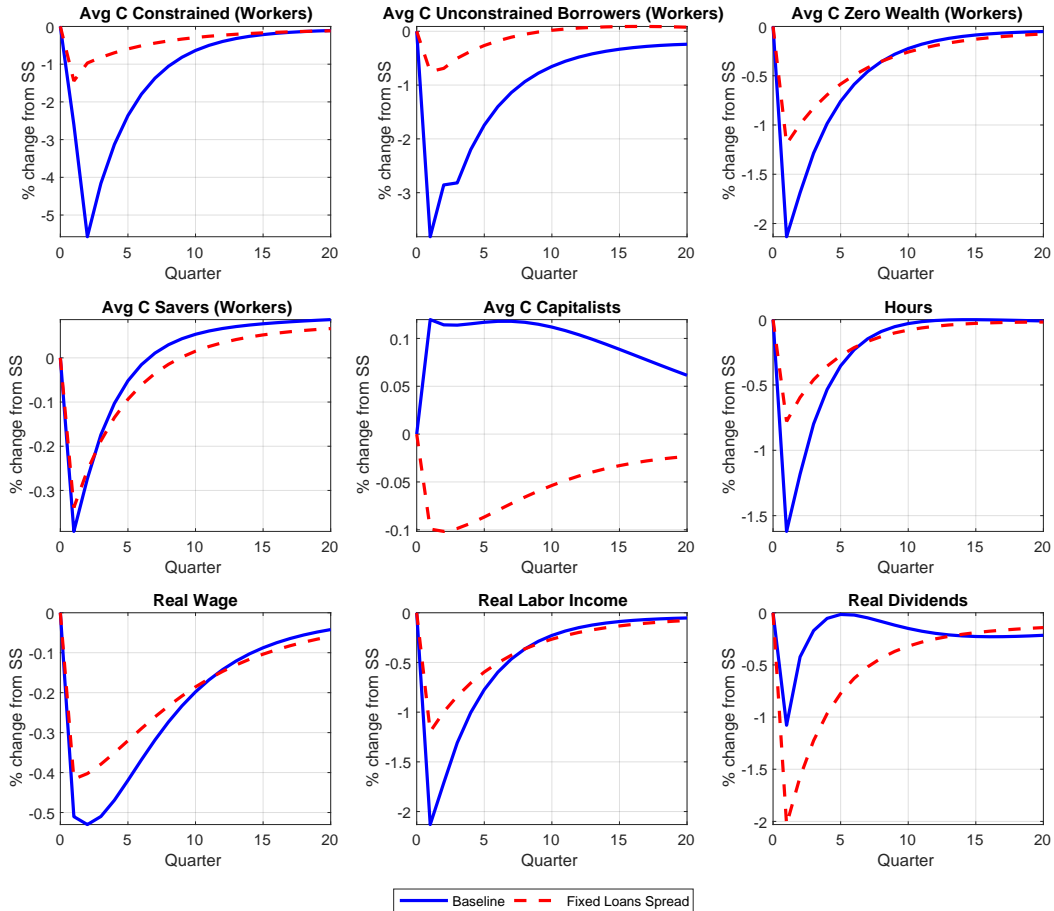 Avg C Constrained (Workers)
% change from SS
0
-1
-2
-3
-4
-5
0 5 10 15 20
Quarter
Avg C Unconstrained Borrowers (Workers)
% change from SS
0
-1
-2
-3
0 5 10 15 20
Quarter
Avg C Zero Wealth (Workers)
% change from SS
0
-0.5
-1
-1.5
-2
0 5 10 15 20
Quarter
Avg C Savers (Workers)
% change from SS
0
-0.1
-0.2
-0.3
0 5 10 15 20
Quarter
Avg C Capitalists
% change from SS
0.1
0.05
0
-0.05
-0.1
0 5 10 15 20
Quarter
Hours
% change from SS
0
-0.5
-1
-1.5
0 5 10 15 20
Quarter
Real Wage
% change from SS
0
-0.1
-0.2
-0.3
-0.4
-0.5
0 5 10 15 20
Quarter
Real Labor Income
% change from SS
0
-0.5
-1
-1.5
-2
0 5 10 15 20
Quarter
Real Dividends
% change from SS
0
-0.5
-1
-1.5
-2
0 5 10 15 20
Quarter
Baseline Fixed Loans Spread